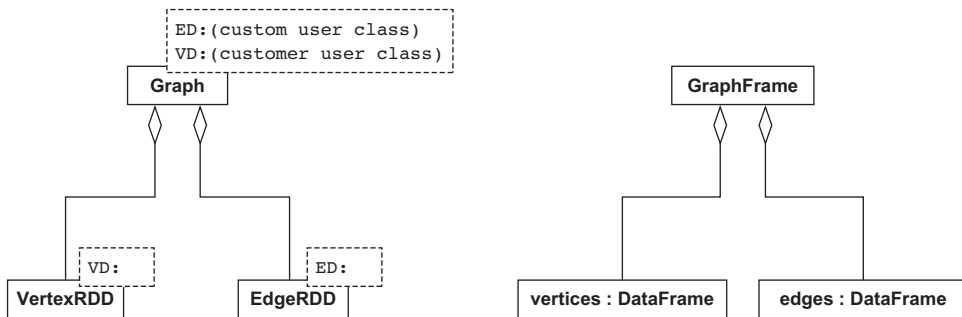 ED:(custom user class)
VD:(customer user class)
Graph
GraphFrame
VD:
ED:
VertexRDD
EdgeRDD
vertices : DataFrame
edges : DataFrame